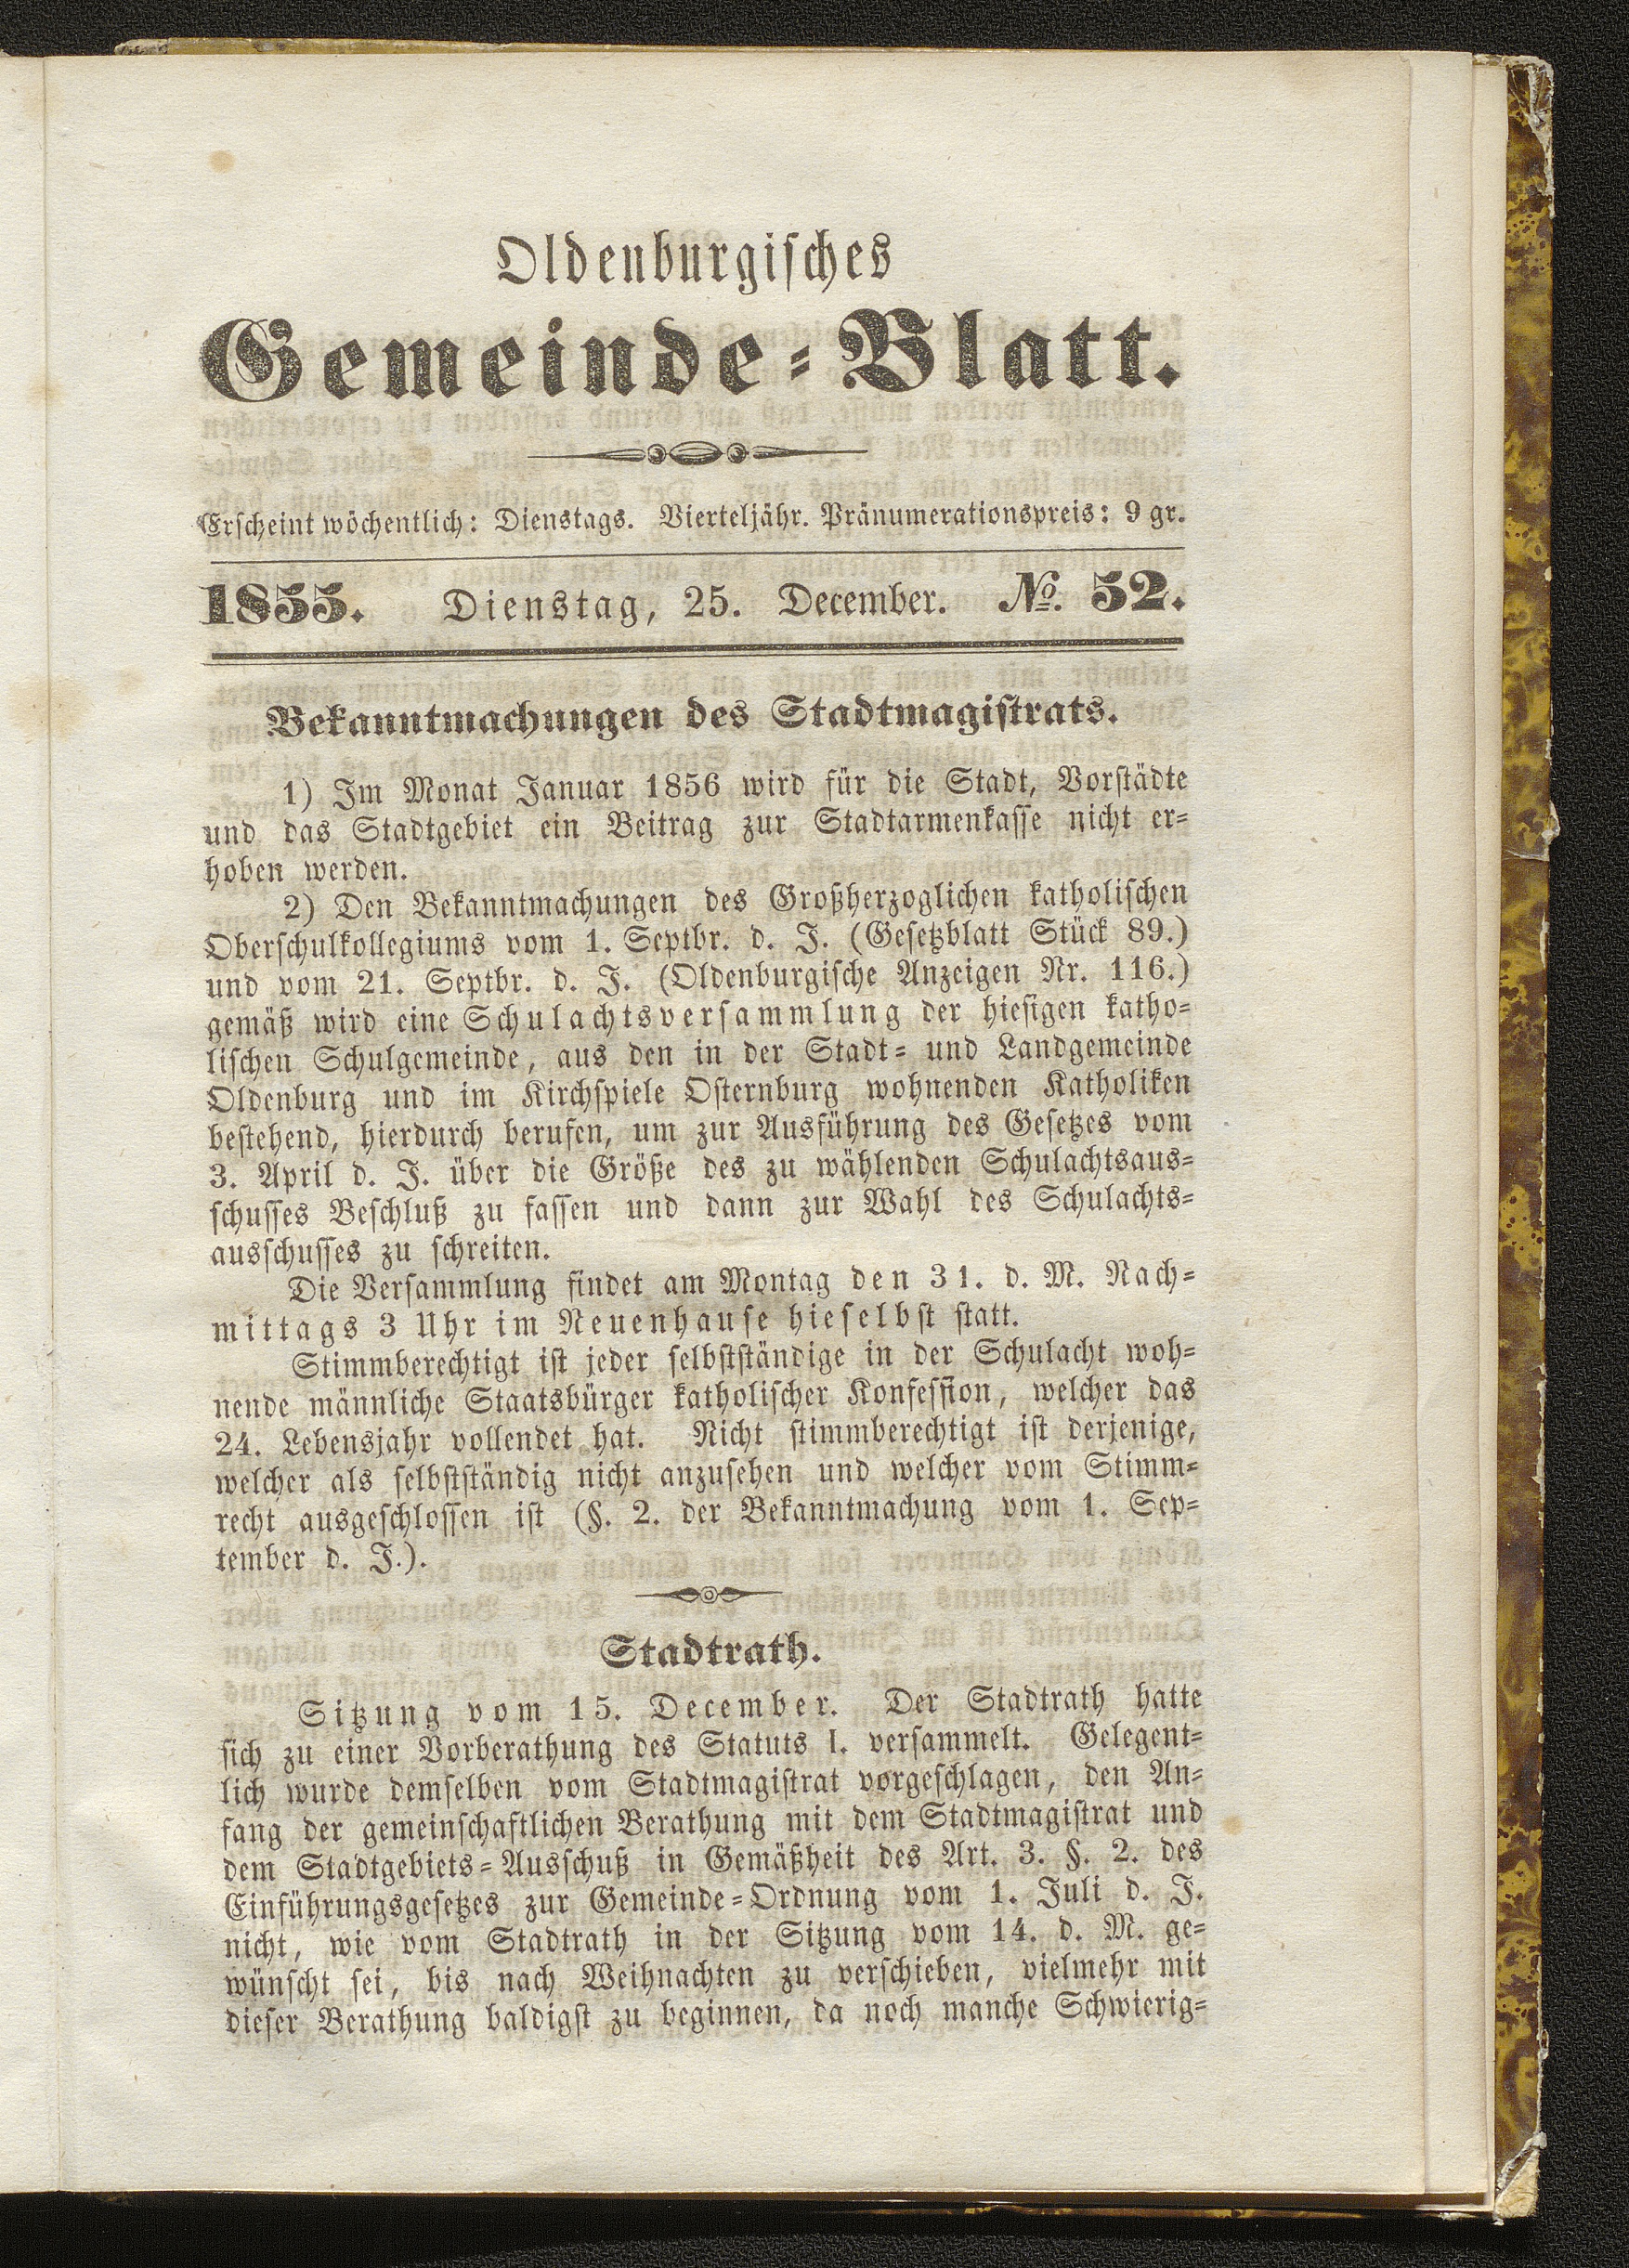 Oldenburgisches
Gemeinde-Blatt.
Erscheint wöchentlich: Dienstags. Vierteljähr. Pränumerationspreis: 9 gr.
1855. Dienstag, 25. December. №. 52.
Bekanntmachungen des Stadtmagistrats.
1) Im Monat Januar 1856 wird für die Stadt, Vorstädte
und das Stadtgebiet ein Beitrag zur Stadtarmenkasse nicht er-
hoben werden.
2) Den Bekanntmachungen des Großherzoglichen katholischen
Oberschulkollegiums vom 1. Septbr. d. J. (Gesetzblatt Stück 89.)
und vom 21. Septbr. d. J. (Oldenburgische Anzeigen Nr. 116.)
gemäß wird eine Schulachtsversammlung der hiesigen katho-
lischen Schulgemeinde, aus den in der Stadt- und Landgemeinde
Oldenburg und im Kirchspiele Osternburg wohnenden Katholiken
bestehend, hierdurch berufen, um zur Ausführung des Gesetzes vom
3. April d. J. über die Größe des zu wählenden Schulachtsaus-
schusses Beschluß zu fassen und dann zur Wahl des Schulachts-
ausschusses zu schreiten.
Die Versammlung findet am Montag den 31. d. M. Nach-
mittags 3 Uhr im Neuenhause hieselbst statt.
Stimmberechtigt ist jeder selbstständige in der Schulacht woh-
nende männliche Staatsbürger katholischer Konfession, welcher das
24. Lebensjahr vollendet hat. Nicht stimmberechtigt ist derjenige,
welcher als selbstständig nicht anzusehen und welcher vom Stimm-
recht ausgeschlossen ist (§. 2. der Bekanntmachung vom 1. Sep-
tember d. J.).
Stadtrath.
Sitzung vom 15. December. Der Stadtrath hatte
sich zu einer Vorberathung des Statuts I. versammelt. Gelegent-
lich wurde demselben vom Stadtmagistrat vorgeschlagen, den An-
fang der gemeinschaftlichen Berathung mit dem Stadtmagistrat und
dem Stadtgebiets-Ausschuß in Gemäßheit des Art. 3. §. 2. des
Einführungsgesetzes zur Gemeinde-Ordnung vom 1. Juli d. J.
nicht, wie vom Stadtrath in der Sitzung vom 14. d. M. ge-
wünscht sei, bis nach Weihnachten zu verschieben, vielmehr mit
dieser Berathung baldigst zu beginnen, da noch manche Schwierig-